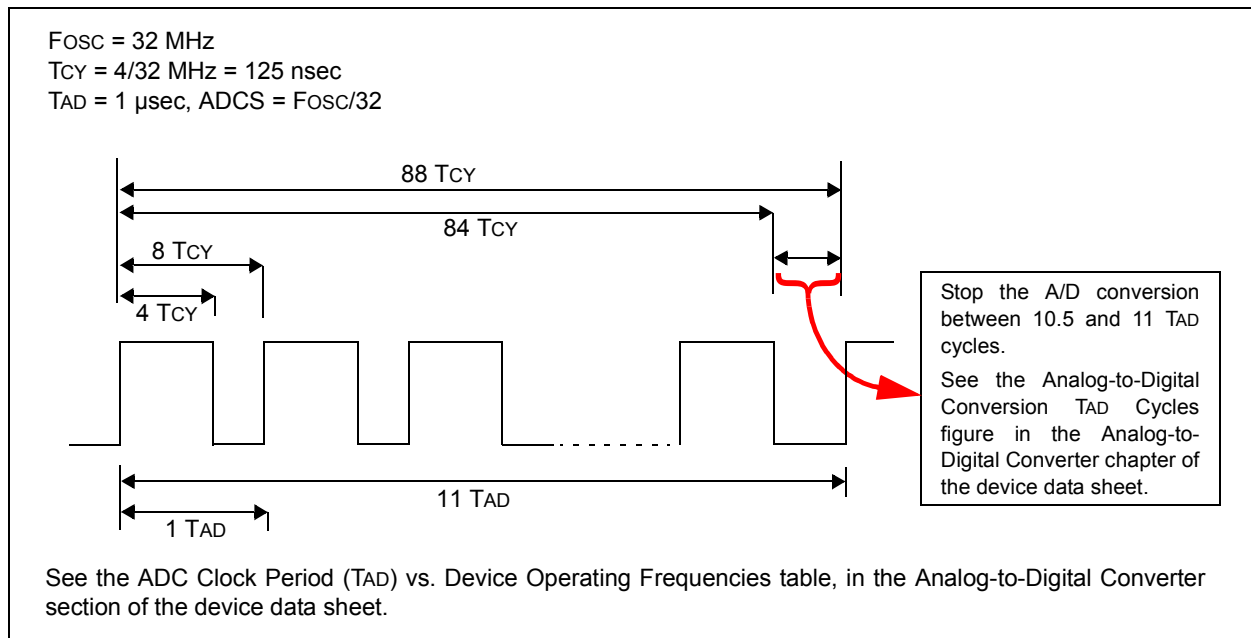 FOSC = 32 MHz
TCY = 4/32 MHz = 125 nsec
TAD = 1 µsec, ADCS = FOSC/32
88 TCY
84 TCY
8 TCY
4 TCY
Stop the A/D conversion
between 10.5 and 11 TAD
cycles.
See the Analog-to-Digital
Conversion TAD Cycles
figure in the Analog-to-
Digital Converter chapter of
the device data sheet.
11 TAD
1 TAD
See the ADC Clock Period (TAD) vs. Device Operating Frequencies table, in the Analog-to-Digital Converter
section of the device data sheet.